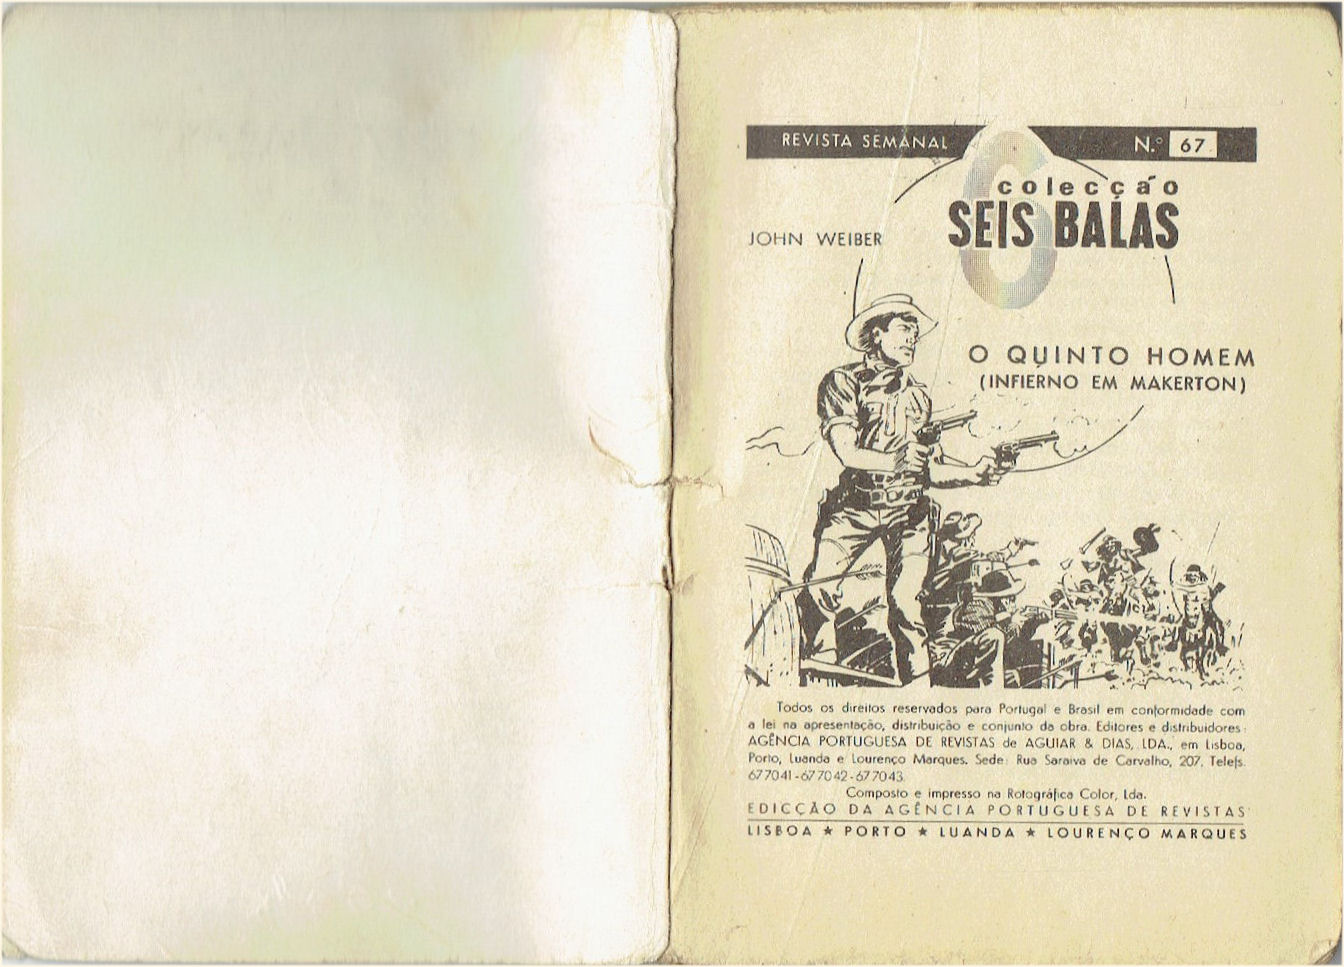 REVISTA SEMANAL N.º 67
6
colecção
SEIS BALAS
JOHN WEIBER
O QUINTO HOMEM
(INFIERNO EM MAKERTON)
Todos os direitos reservados para Portugal e Brasil em conformidade com
a lei na apresentação, distribuição e conjunto da obra. Editores e distribuidores:
AGÊNCIA PORTUGUESA DE REVISTAS de AGUIAR & DIAS, LDA., em Lisboa,
Porto, Luanda e Lourenço Marques. Sede: Rua Saraiva de Carvalho, 207. Telefs.
677041-677042-677043.
Composto e impresso na Rotográfica Color, Lda.
EDICÇÃO DA AGÊNCIA PORTUGUESA DE REVISTAS
LISBOA ★ PORTO ★ LUANDA ★ LOURENÇO MARQUES